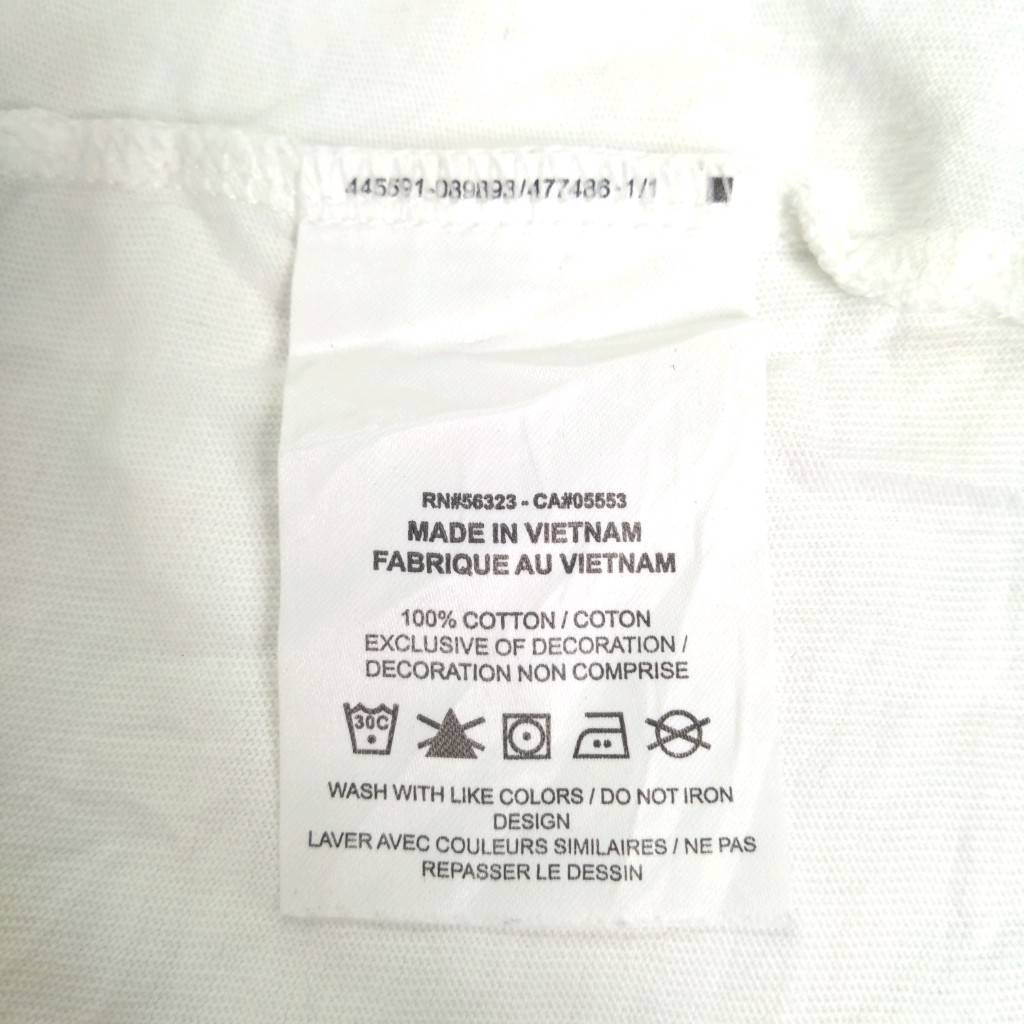 445591-089893/477486-1/1
RN#56323 - CA#05553
MADE IN VIETNAM
FABRIQUE AU VIETNAM
100% COTTON / COTON
EXCLUSIVE OF DECORATION /
DECORATION NON COMPRISE
30C
WASH WITH LIKE COLORS / DO NOT IRON
DESIGN
LAVER AVEC COULEURS SIMILAIRES / NE PAS
REPASSER LE DESSIN